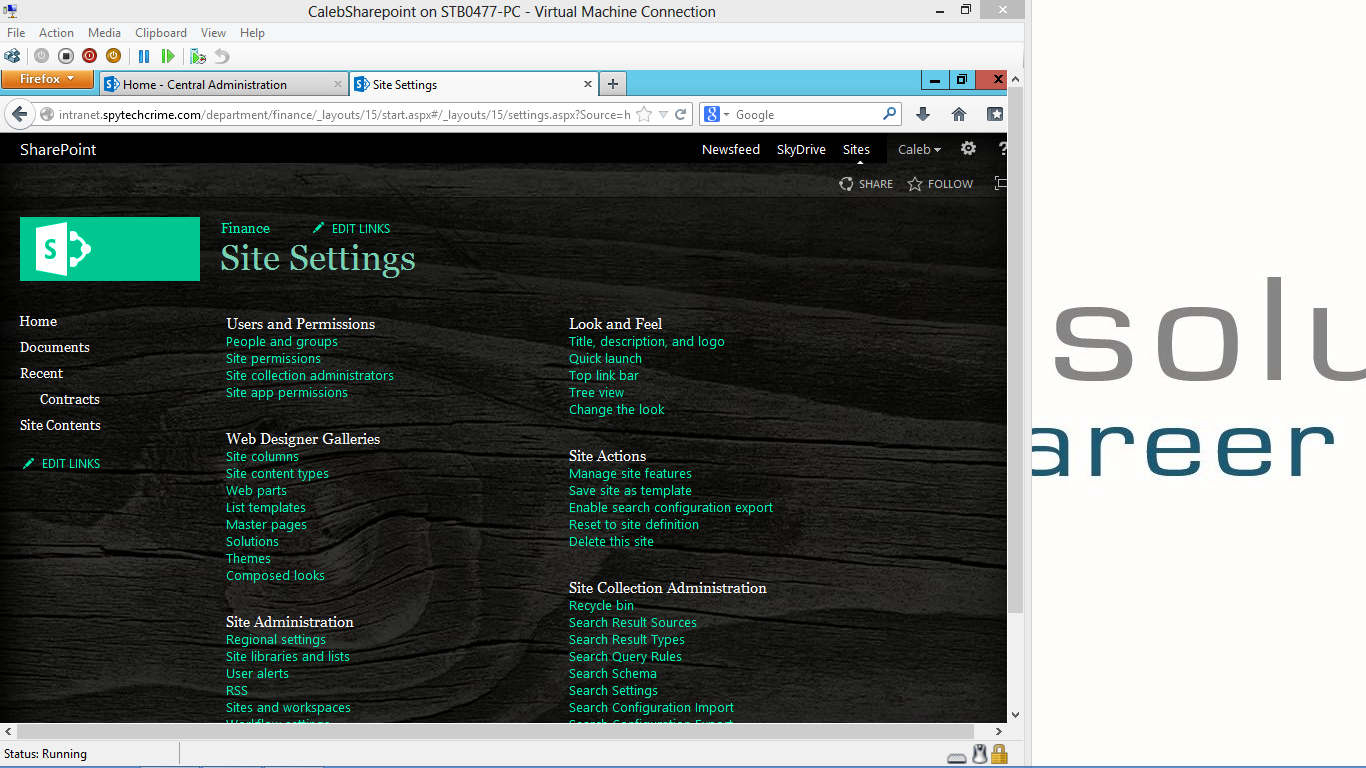 CalebSharepoint on STB0477-PC - Virtual Machine Connection
File Action Media Clipboard View Help
Firefox
Home - Central Administration
Site Settings
intranet.spytechcrime.com/department/finance/_layouts/15/start.aspx#/_layouts/15/settings.aspx?Source=h
Google
SharePoint
Newsfeed SkyDrive Sites Caleb ?
SHARE FOLLOW
Finance EDIT LINKS
Site Settings
Home
Documents
Recent
Contracts
Site Contents
EDIT LINKS
Users and Permissions
People and groups
Site permissions
Site collection administrators
Site app permissions
Web Designer Galleries
Site columns
Site content types
Web parts
List templates
Master pages
Solutions
Themes
Composed looks
Site Administration
Regional settings
Site libraries and lists
User alerts
RSS
Sites and workspaces
Workflow settings
Look and Feel
Title, description, and logo
Quick launch
Top link bar
Tree view
Change the look
Site Actions
Manage site features
Save site as template
Enable search configuration export
Reset to site definition
Delete this site
Site Collection Administration
Recycle bin
Search Result Sources
Search Result Types
Search Query Rules
Search Schema
Search Settings
Search Configuration Import
Search Configuration Export
Status: Running
solu
areer